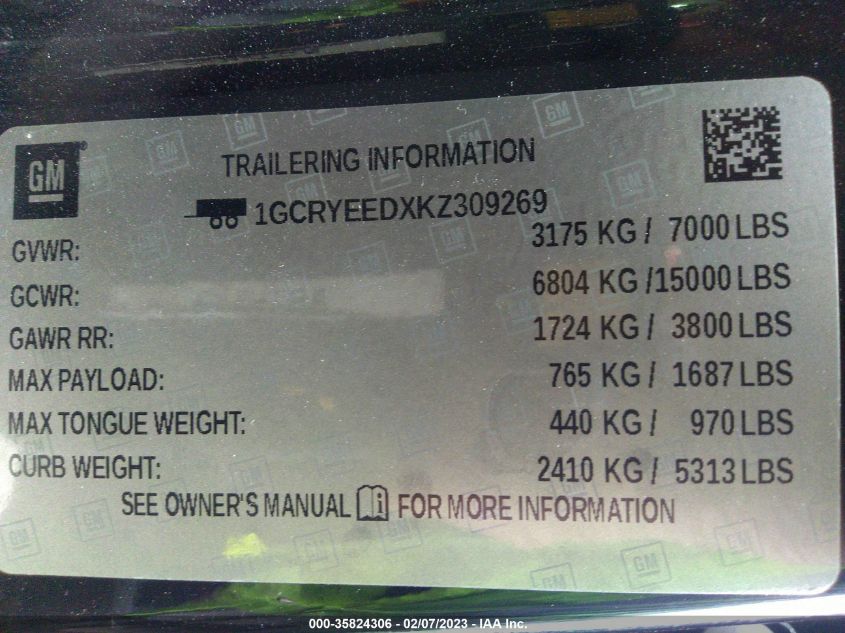 GM®
TRAILERING INFORMATION
1GCRYEEDXKZ309269
GVWR: 3175 KG / 7000 LBS
GCWR: 6804 KG /15000 LBS
GAWR RR: 1724 KG / 3800 LBS
MAX PAYLOAD: 765 KG / 1687 LBS
MAX TONGUE WEIGHT: 440 KG / 970 LBS
CURB WEIGHT: 2410 KG / 5313 LBS
SEE OWNER'S MANUAL i FOR MORE INFORMATION
000-35824306 - 02/07/2023 - IAA Inc.